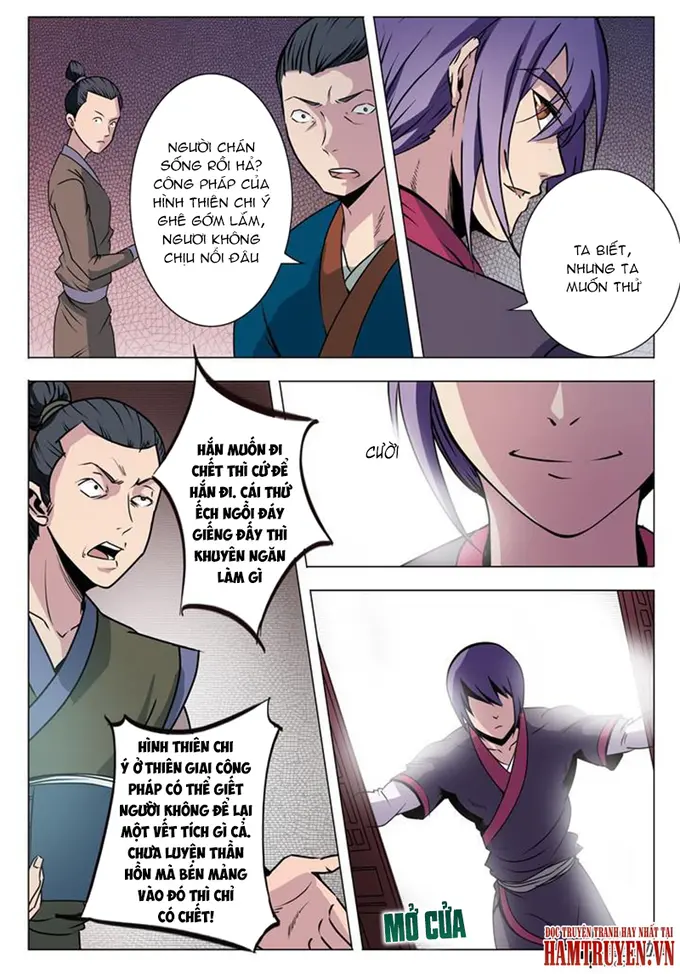 NGƯỜI CHÁN
SỐNG RỒI HẢ?
CÔNG PHÁP CỦA
HÌNH THIÊN CHI Ý
GHÊ GỚM LẮM,
NGƯƠI KHÔNG
CHỊU NỔI ĐÂU
TA BIẾT,
NHƯNG TA
MUỐN THỬ
HẮN MUỐN ĐI
CHẾT THÌ CỨ ĐỂ
HẮN ĐI. CÁI THỨ
ẾCH NGỒI ĐÁY
GIẾNG ĐẤY THÌ
KHUYÊN NGĂN
LÀM GÌ
CƯỜI
HÌNH THIÊN CHI
Ý Ở THIÊN GIAI CÔNG
PHÁP CÓ THỂ GIẾT
NGƯỜI KHÔNG ĐỂ LẠI
MỘT VẾT TÍCH GÌ CẢ.
CHƯA LUYỆN THẦN
HỒN MÀ BÉN MẢNG
VÀO ĐÓ THÌ CHỈ
CÓ CHẾT!
MỞ CỬA
ĐỌC TRUYỆN TRANH HAY NHẤT TẠI
HAMTRUYEN.VN